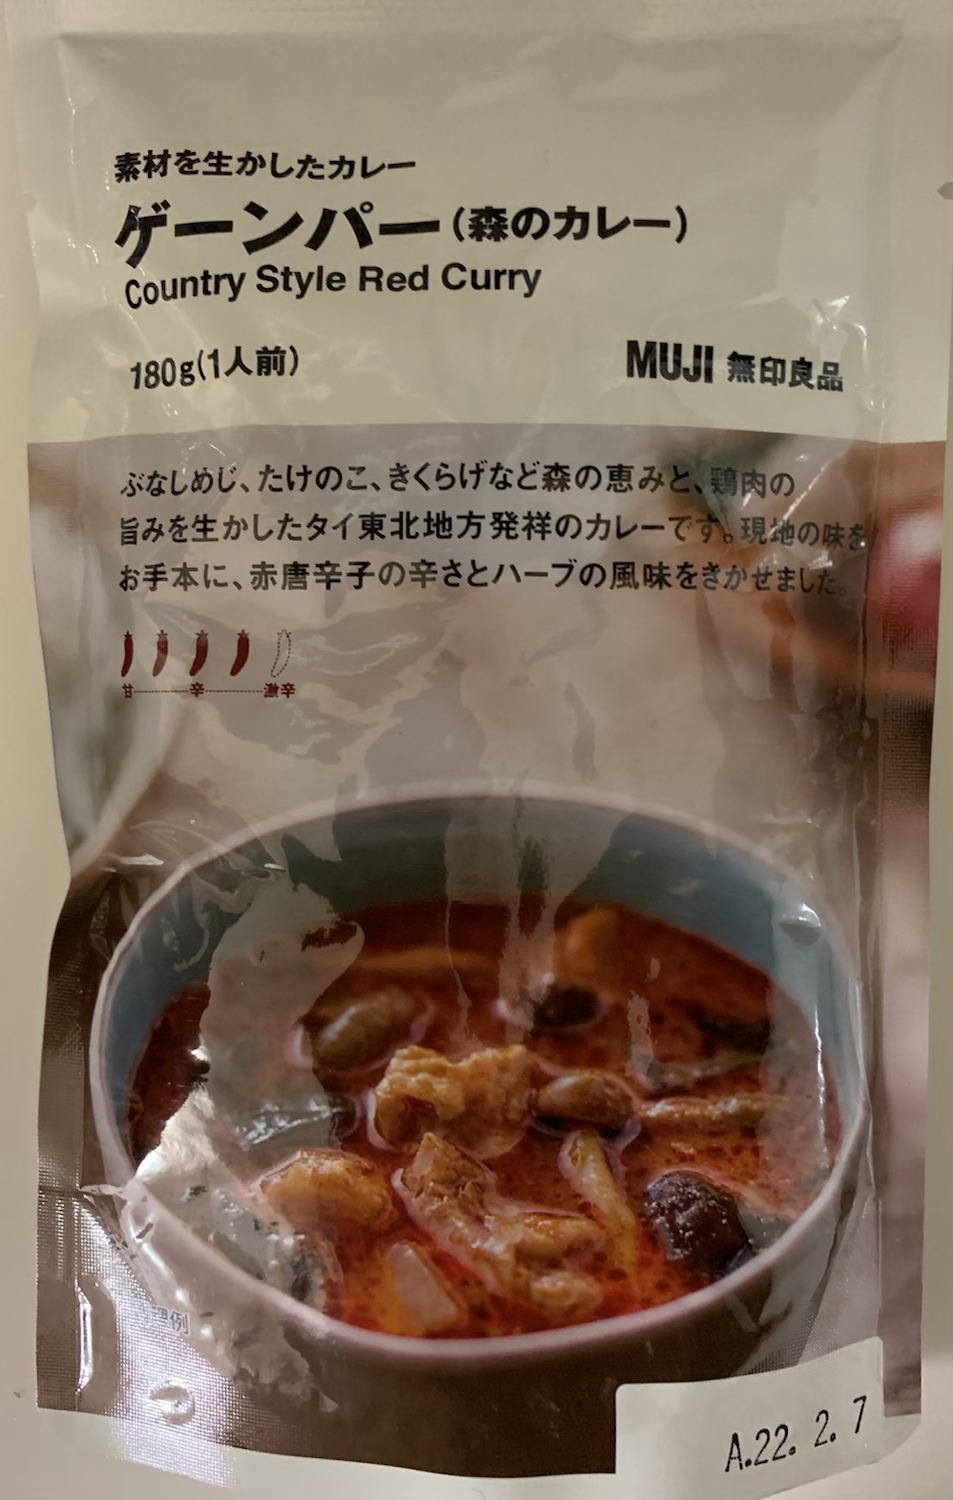 素材を生かしたカレー
ゲーンパー(森のカレー)
Country Style Red Curry
180g(1人前)
MUJI 無印良品
ぶなしめじ、たけのこ、きくらげなど森の恵みと、鶏肉の
旨みを生かしたタイ東北地方発祥のカレーです。現地の味を
お手本に、赤唐辛子の辛さとハーブの風味をきかせました。
甘 辛 激辛
理例
A.22. 2. 7